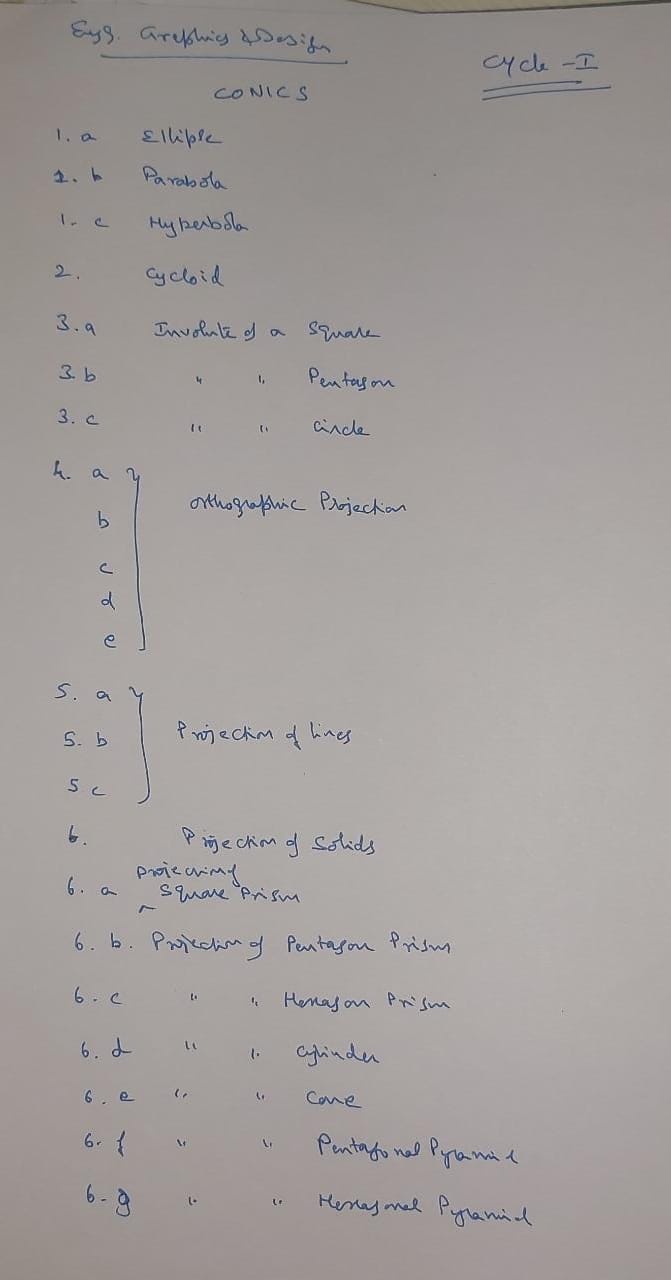 Eyg. Graphics & Design
Cycle - I
CONICS
1. a Ellipse
1. b Parabola
1. c Hyperbola
2. Cycloid
3. a Involute of a Square
3. b " " Pentagon
3. c " " Circle
4. a
b
Orthographic Projection
c
d
e
5. a
5. b Projection of lines
5 c
6. Projection of Solids
projection of
6. a Square Prism
6. b. Projection of Pentagon Prism
6. c " " Hexagon Prism
6. d " " Cylinder
6. e " " Cone
6. f " " Pentagonal Pyramid
6 - g " " Hexagonal Pyramid